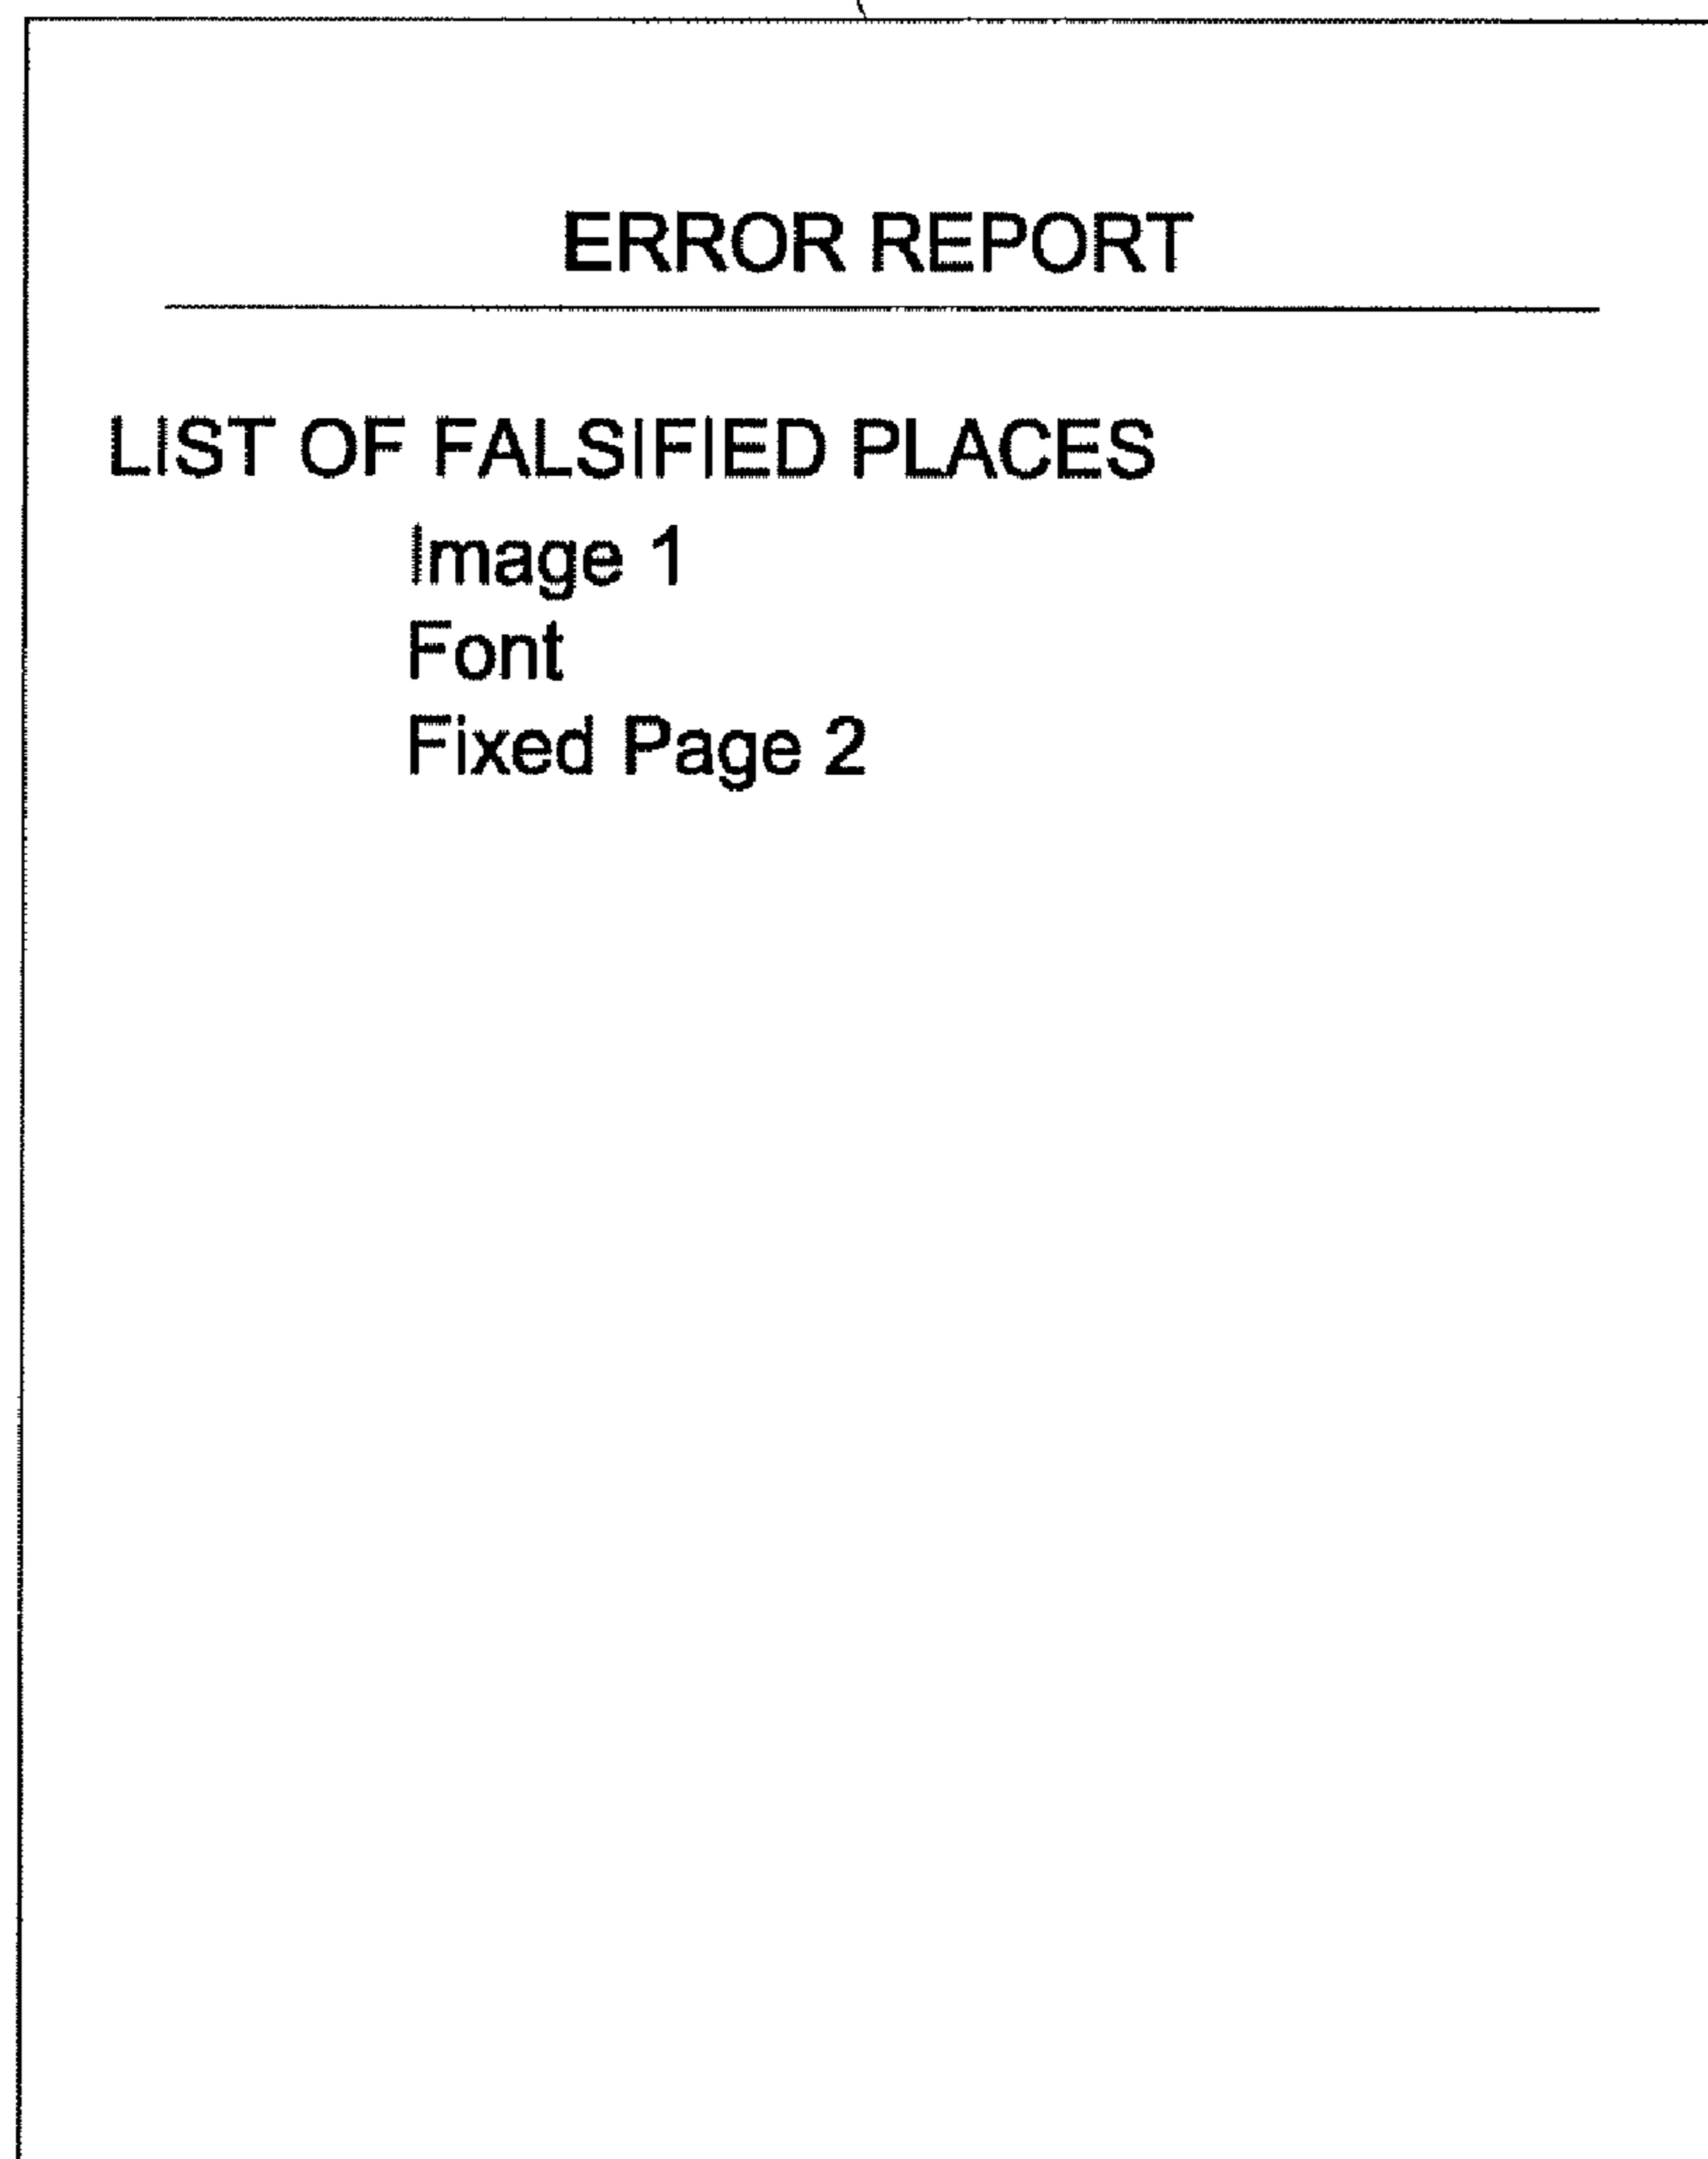 ERROR REPORT
LIST OF FALSIFIED PLACES
Image 1
Font
Fixed Page 2